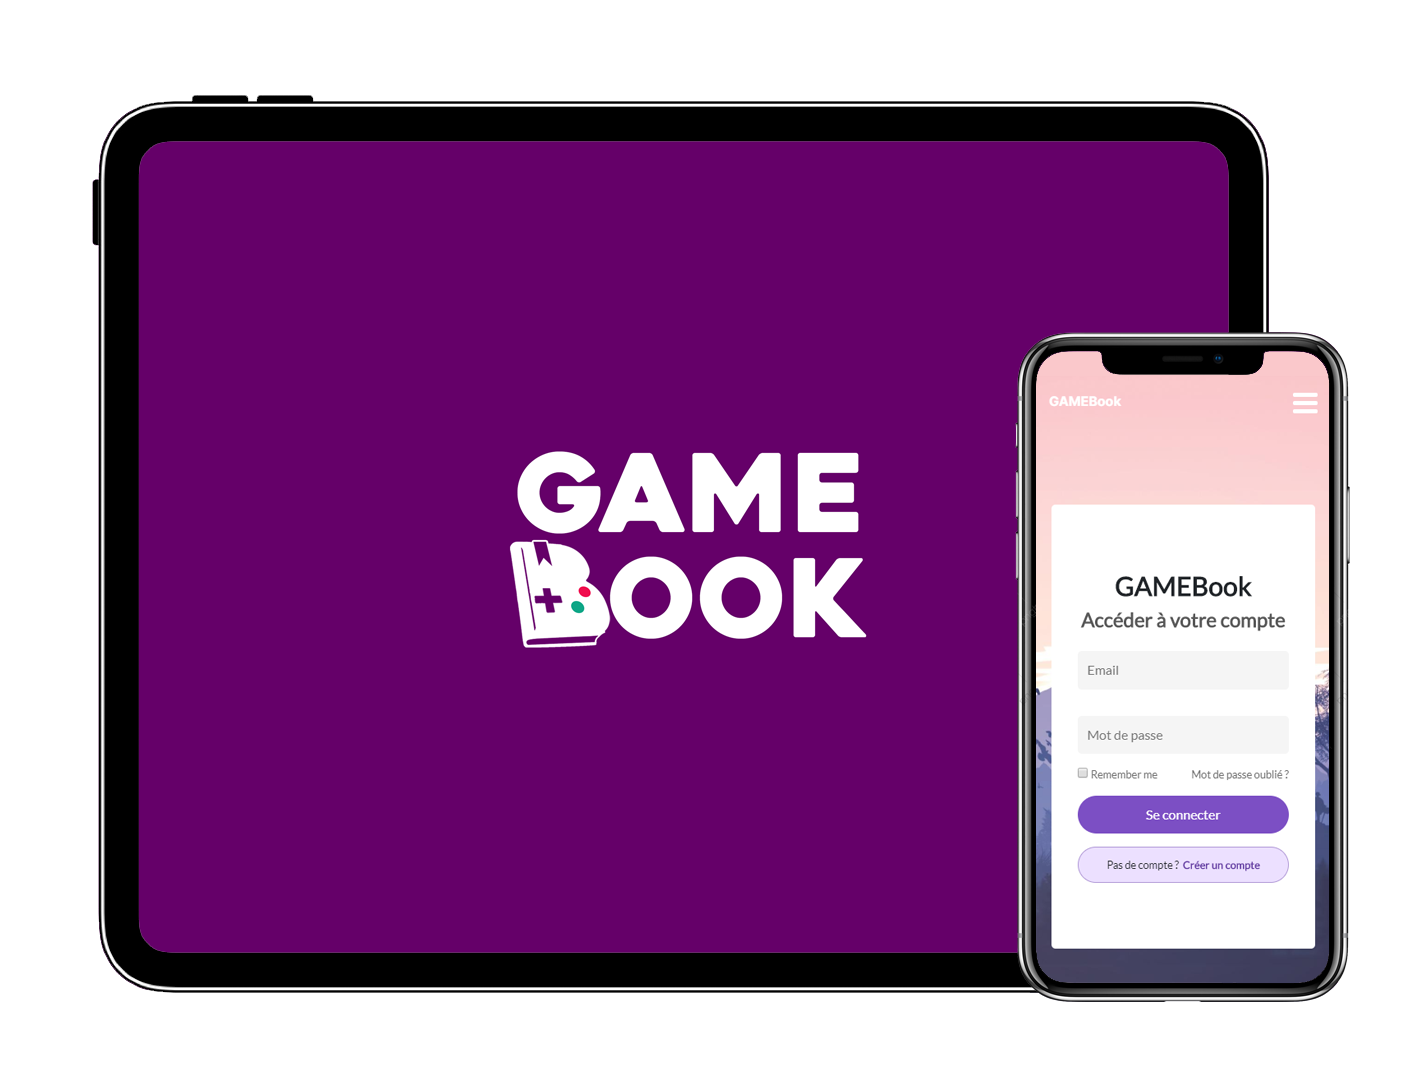 GAME
BOOK
GAMEBook
GAMEBook
Accéder à votre compte
Email
Mot de passe
Remember me Mot de passe oublié ?
Se connecter
Pas de compte ? Créer un compte